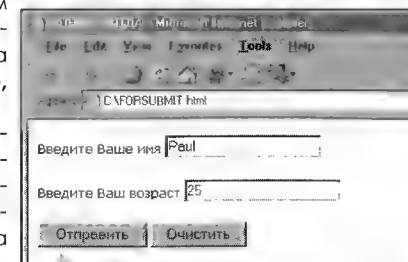 File Edit View Favorites Tools Help
C:\FORSUBMIT.html
Введите Ваше имя Paul
Введите Ваш возраст 25
Отправить Очистить